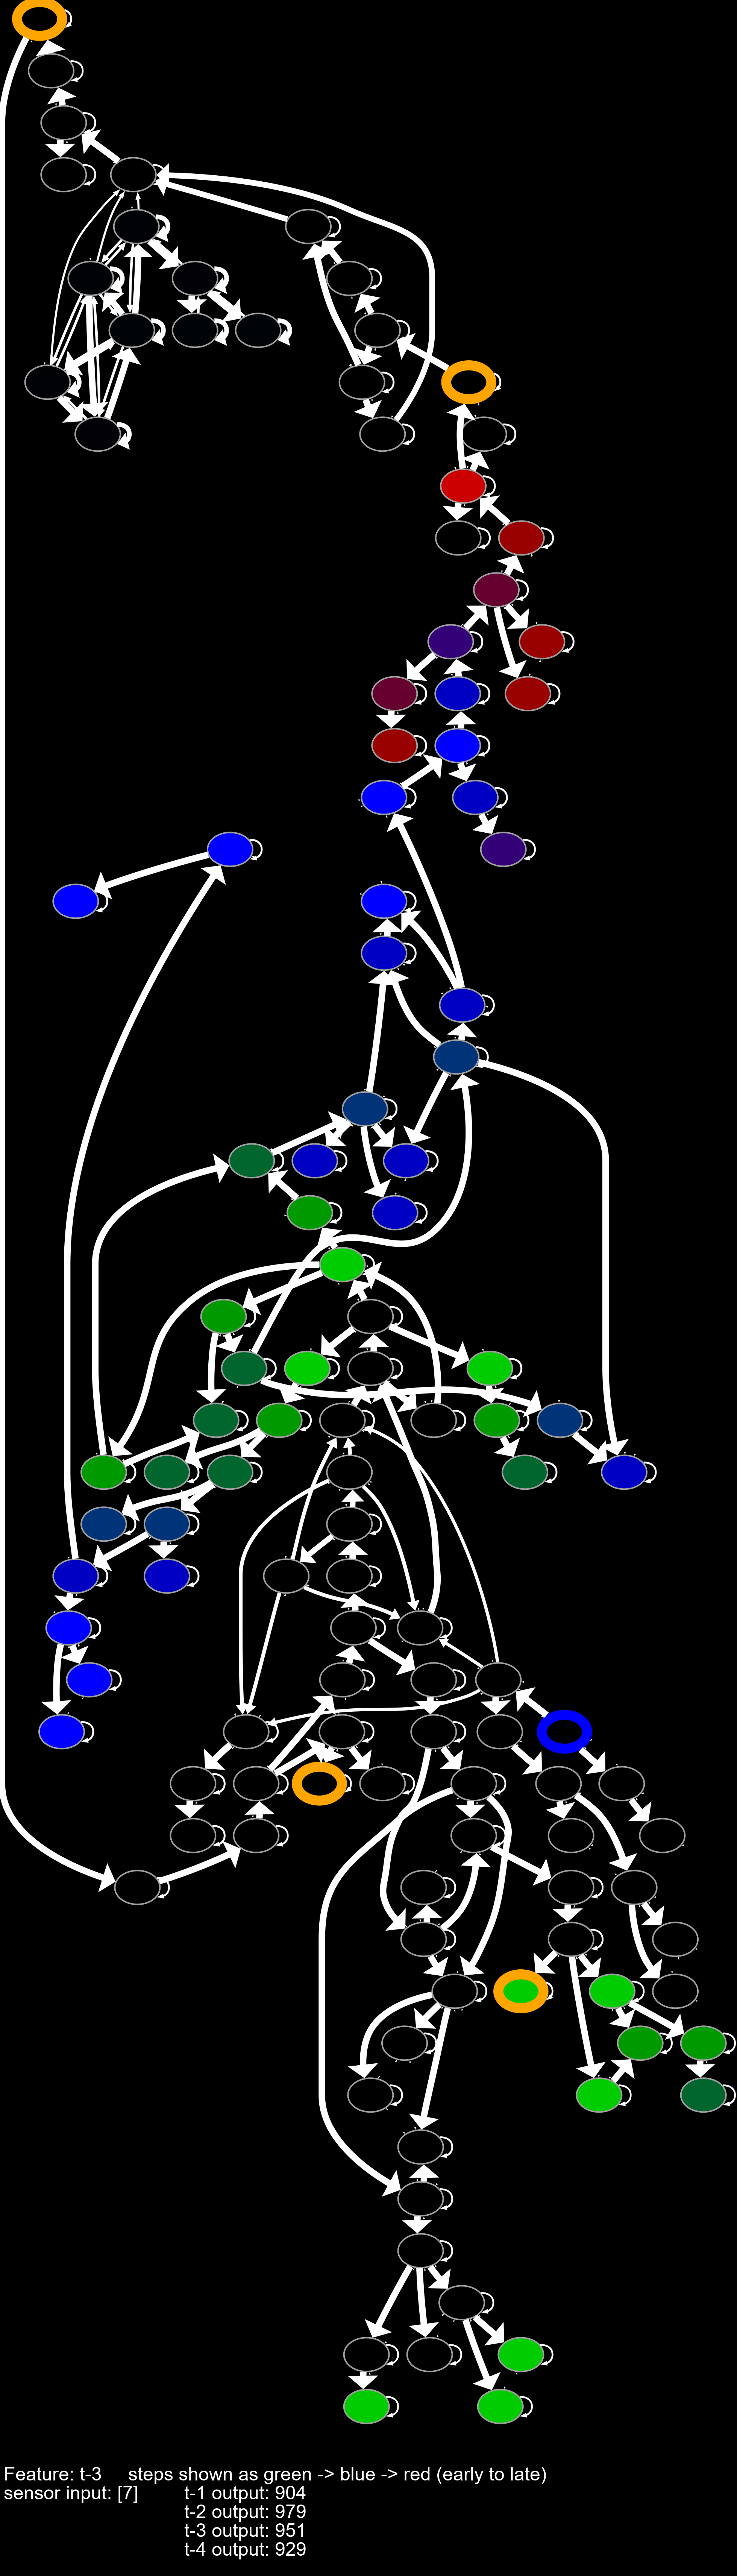 Feature: t-3 steps shown as green -> blue -> red (early to late)
sensor input: [7] t-1 output: 904
t-2 output: 979
t-3 output: 951
t-4 output: 929